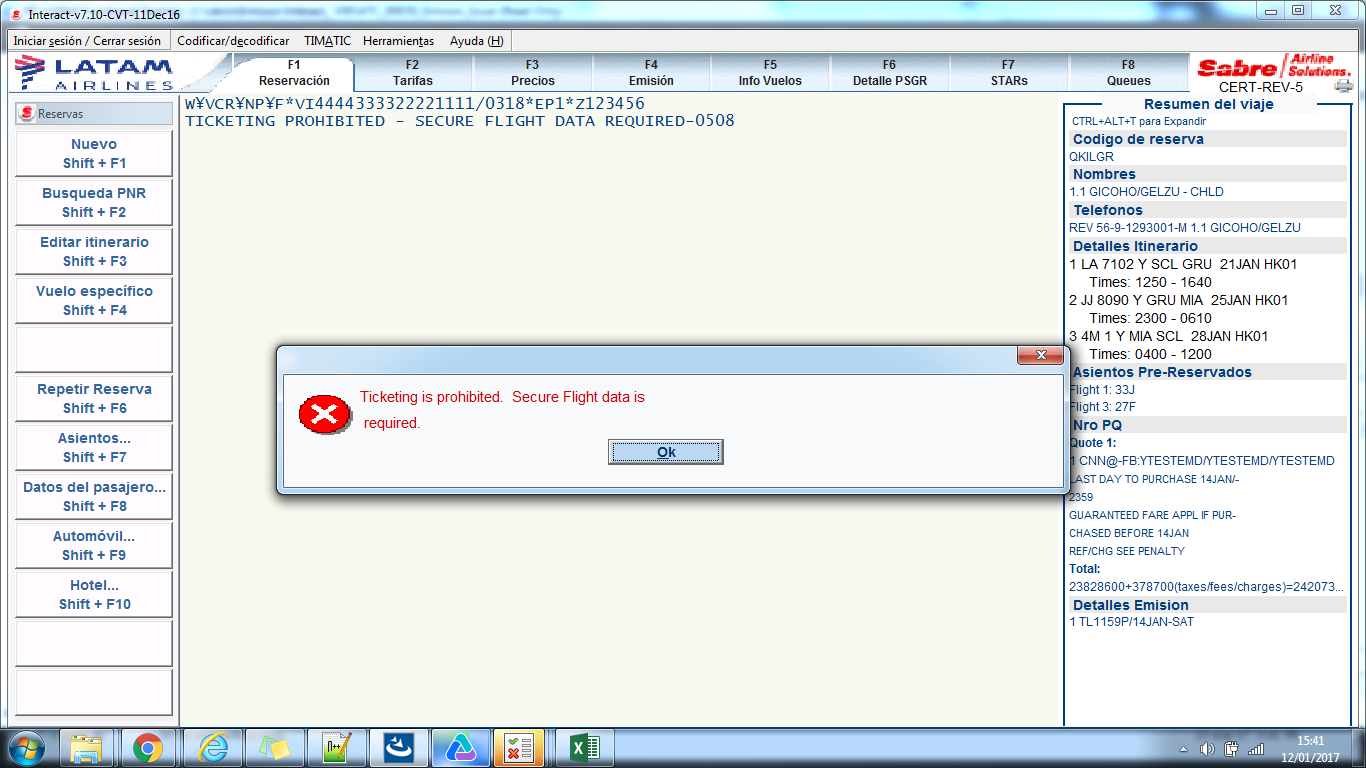 Interact-v7.10-CVT-11Dec16
Iniciar sesión / Cerrar sesión Codificar/decodificar TIMATIC Herramientas Ayuda (H)
LATAM
AIRLINES
F1
Reservación
F2
Tarifas
F3
Precios
F4
Emisión
F5
Info Vuelos
F6
Detalle PSGR
F7
STARs
F8
Queues
Sabre Airline Solutions.
CERT-REV-5
Reservas
Nuevo
Shift + F1
Busqueda PNR
Shift + F2
Editar itinerario
Shift + F3
Vuelo específico
Shift + F4
Repetir Reserva
Shift + F6
Asientos...
Shift + F7
Datos del pasajero...
Shift + F8
Automóvil...
Shift + F9
Hotel...
Shift + F10
W¥VCR¥NP¥F*VI4444333322221111/0318*EP1*Z123456
TICKETING PROHIBITED - SECURE FLIGHT DATA REQUIRED-0508
Ticketing is prohibited. Secure Flight data is
required.
Ok
Resumen del viaje
CTRL+ALT+T para Expandir
Codigo de reserva
QKILGR
Nombres
1.1 GICOHO/GELZU - CHLD
Telefonos
REV 56-9-1293001-M 1.1 GICOHO/GELZU
Detalles Itinerario
1 LA 7102 Y SCL GRU 21JAN HK01
Times: 1250 - 1640
2 JJ 8090 Y GRU MIA 25JAN HK01
Times: 2300 - 0610
3 4M 1 Y MIA SCL 28JAN HK01
Times: 0400 - 1200
Asientos Pre-Reservados
Flight 1: 33J
Flight 3: 27F
Nro PQ
Quote 1:
1 CNN@-FB:YTESTEMD/YTESTEMD/YTESTEMD
LAST DAY TO PURCHASE 14JAN/-
2359
GUARANTEED FARE APPL IF PUR-
CHASED BEFORE 14JAN
REF/CHG SEE PENALTY
Total:
23828600+378700(taxes/fees/charges)=242073...
Detalles Emision
1 TL1159P/14JAN-SAT
15:41
12/01/2017